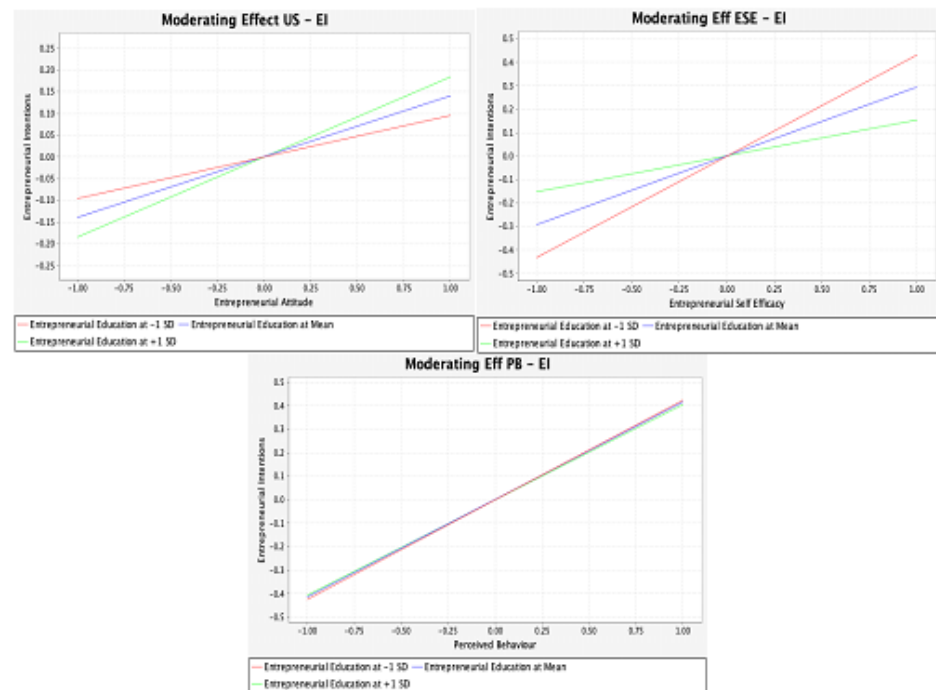 Moderating Effect US - EI
Entrepreneurial Intentions
0.25
0.20
0.15
0.10
0.05
0.00
-0.05
-0.10
-0.15
-0.20
-0.25
-1.00 -0.75 -0.50 -0.25 0.00 0.25 0.50 0.75 1.00
Entrepreneurial Attitude
Entrepreneurial Education at -1 SD Entrepreneurial Education at Mean
Entrepreneurial Education at +1 SD
Moderating Eff ESE - EI
Entrepreneurial Intentions
0.5
0.4
0.3
0.2
0.1
0.0
-0.1
-0.2
-0.3
-0.4
-0.5
-1.00 -0.75 -0.50 -0.25 0.00 0.25 0.50 0.75 1.00
Entrepreneurial Self Efficacy
Entrepreneurial Education at -1 SD Entrepreneurial Education at Mean
Entrepreneurial Education at +1 SD
Moderating Eff PB - EI
Entrepreneurial Intentions
0.5
0.4
0.3
0.2
0.1
0.0
-0.1
-0.2
-0.3
-0.4
-0.5
-1.00 -0.75 -0.50 -0.25 0.00 0.25 0.50 0.75 1.00
Perceived Behaviour
Entrepreneurial Education at -1 SD Entrepreneurial Education at Mean
Entrepreneurial Education at +1 SD